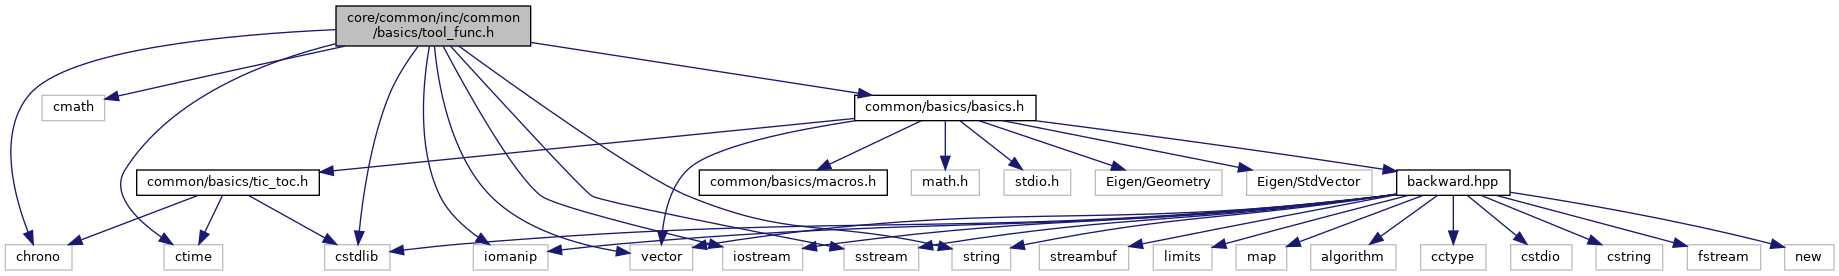 core/common/inc/common
/basics/tool_func.h
cmath
common/basics/basics.h
common/basics/tic_toc.h
common/basics/macros.h
math.h
stdio.h
Eigen/Geometry
Eigen/StdVector
backward.hpp
chrono
ctime
cstdlib
iomanip
vector
iostream
sstream
string
streambuf
limits
map
algorithm
cctype
cstdio
cstring
fstream
new